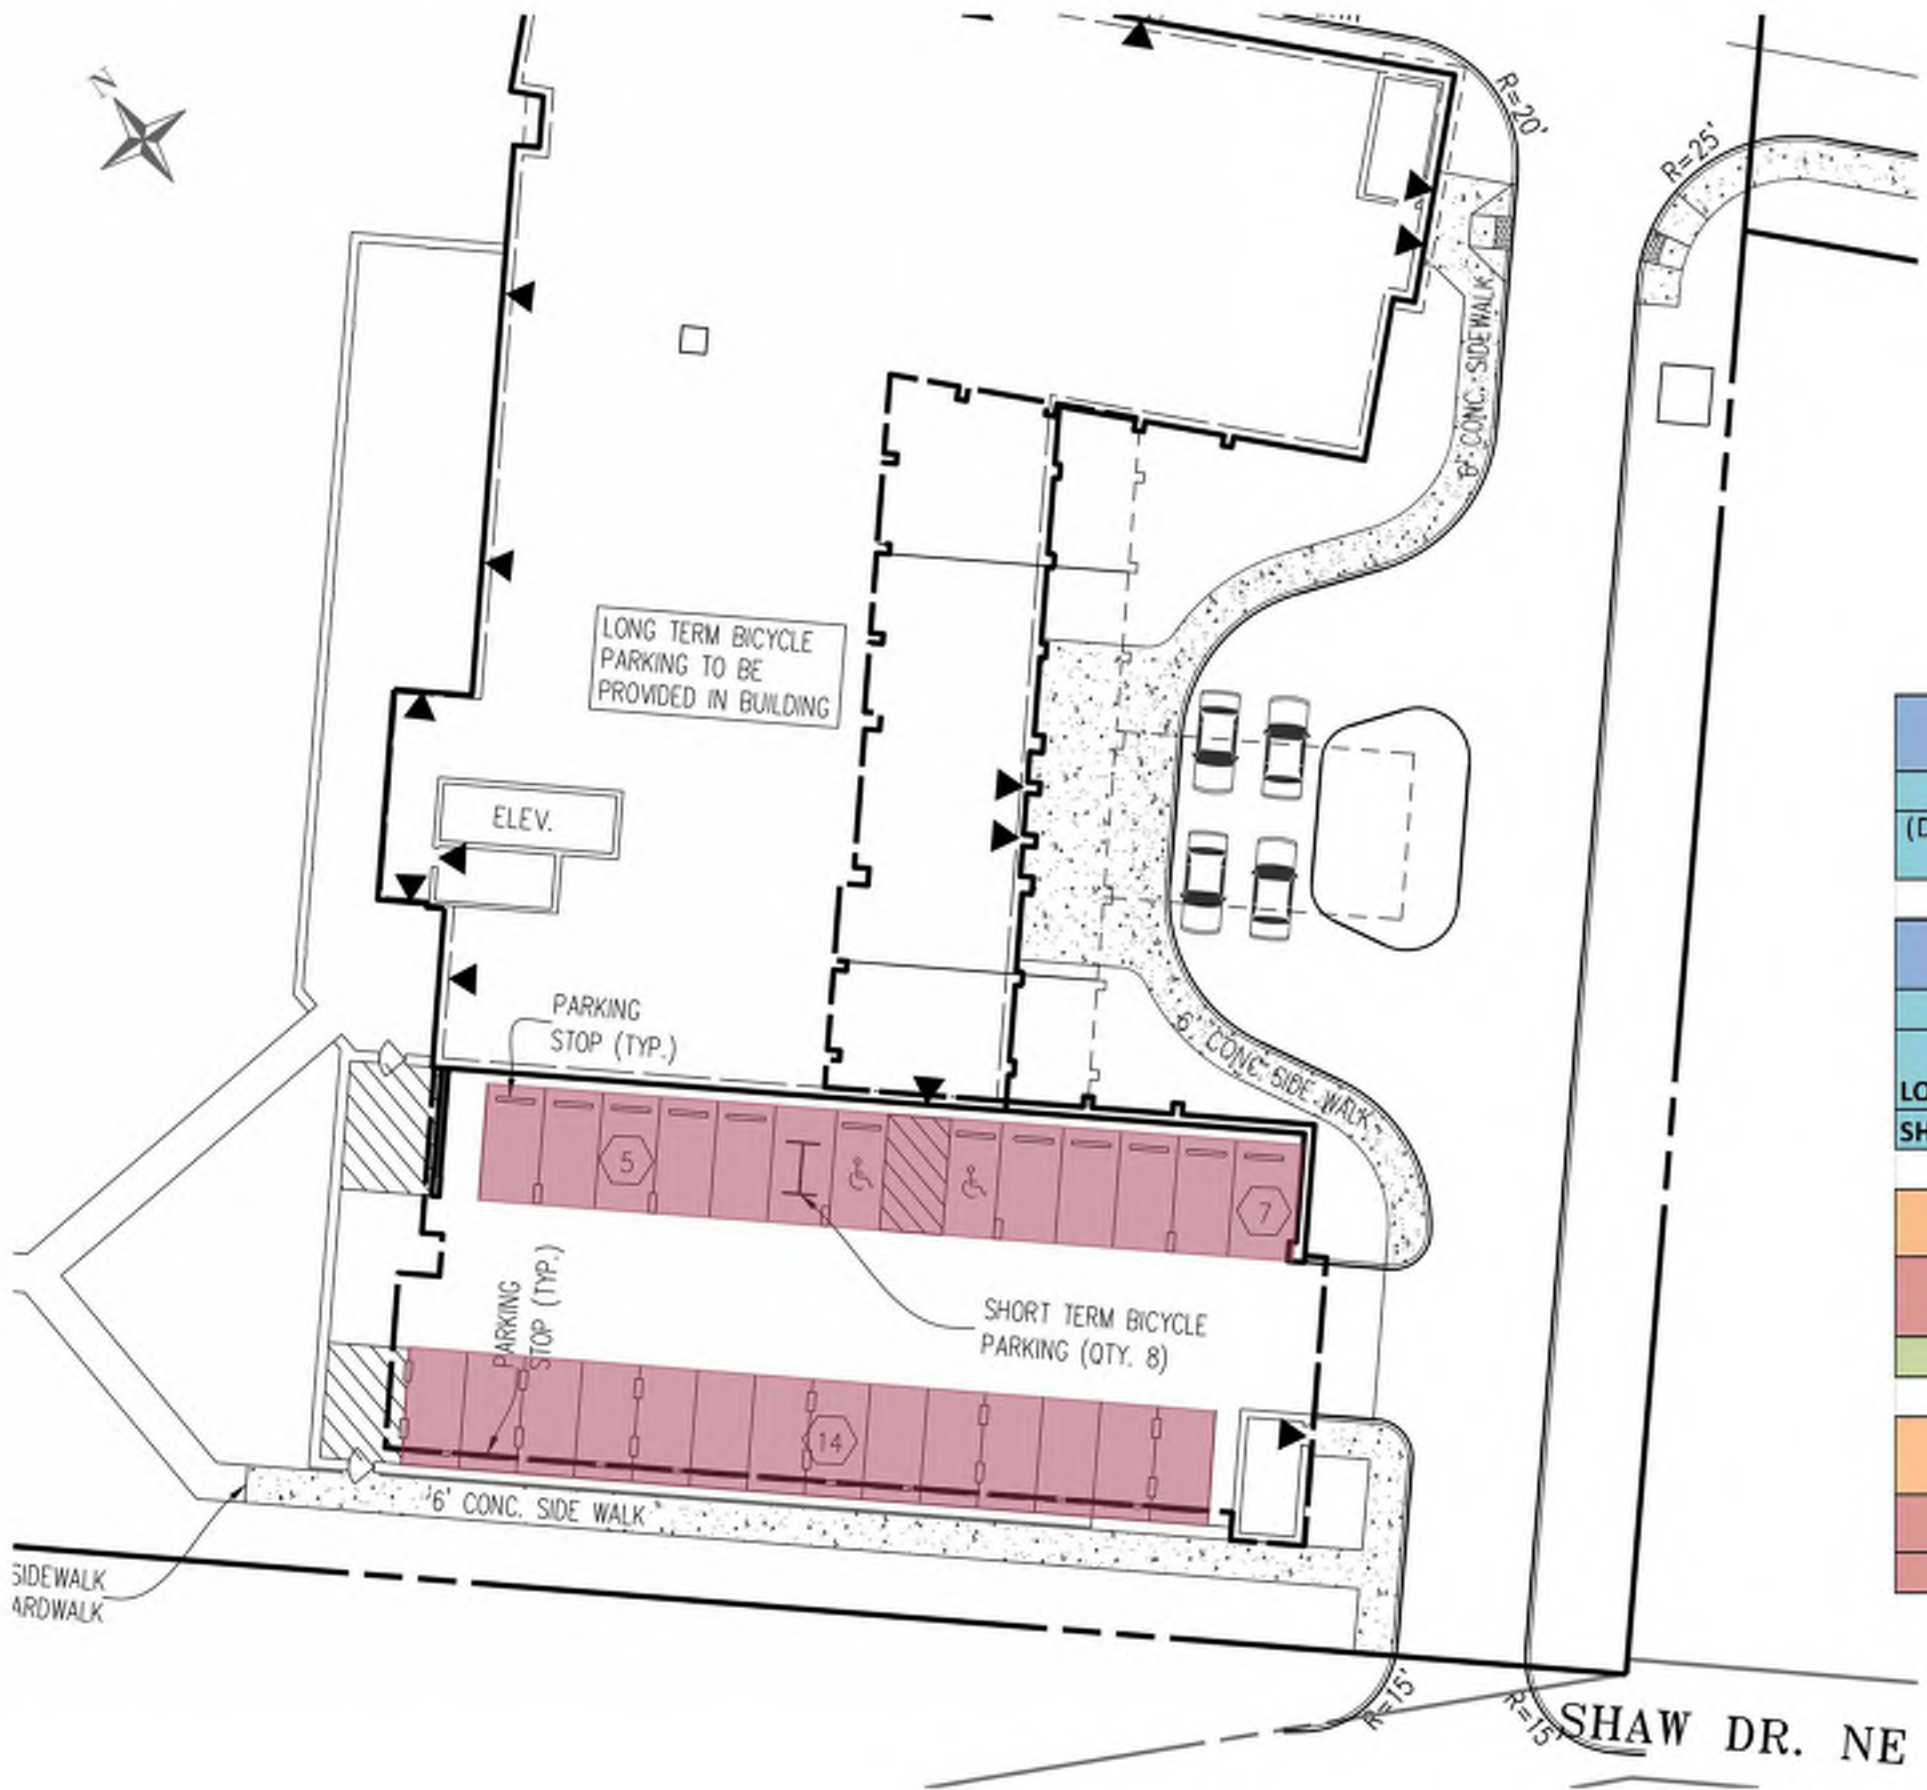 N
R=20'
R=25'
6' CONC. SIDEWALK
LONG TERM BICYCLE
PARKING TO BE
PROVIDED IN BUILDING
ELEV.
(D
PARKING
STOP (TYP.)
6' CONC. SIDE WALK
LO
SH
5
7
PARKING
STOP (TYP.)
SHORT TERM BICYCLE
PARKING (QTY. 8)
14
6' CONC. SIDE WALK
SIDEWALK
ARDWALK
R=15'
R=15'
SHAW DR. NE